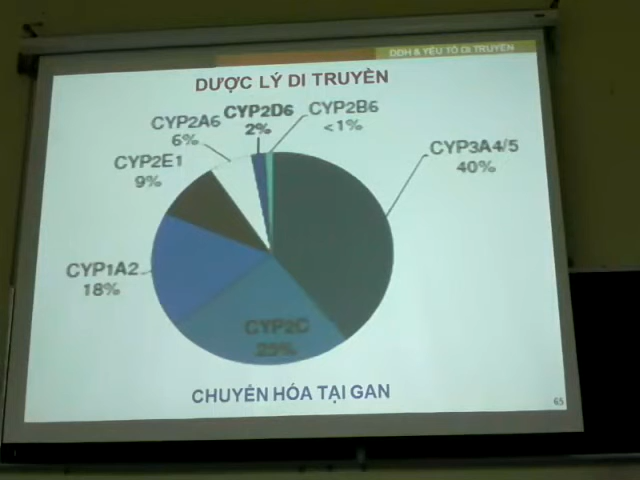 DĐH & YẾU TỐ DI TRUYỀN
DƯỢC LÝ DI TRUYỀN
CYP2A6
6%
CYP2D6
2%
CYP2B6
<1%
CYP2E1
9%
CYP3A4/5
40%
CYP1A2
18%
CYP2C
25%
CHUYỂN HÓA TẠI GAN
65